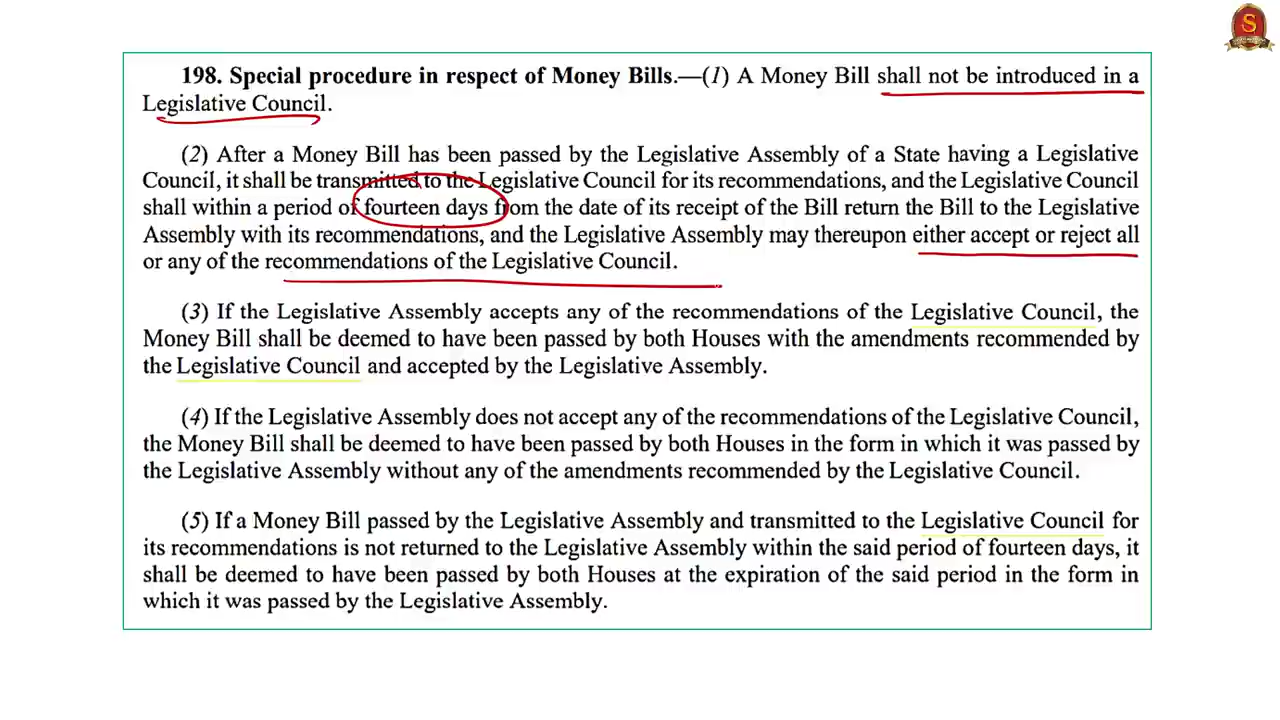 S
198. Special procedure in respect of Money Bills.—(1) A Money Bill shall not be introduced in a
Legislative Council.
(2) After a Money Bill has been passed by the Legislative Assembly of a State having a Legislative
Council, it shall be transmitted to the Legislative Council for its recommendations, and the Legislative Council
shall within a period of fourteen days from the date of its receipt of the Bill return the Bill to the Legislative
Assembly with its recommendations, and the Legislative Assembly may thereupon either accept or reject all
or any of the recommendations of the Legislative Council.
(3) If the Legislative Assembly accepts any of the recommendations of the Legislative Council, the
Money Bill shall be deemed to have been passed by both Houses with the amendments recommended by
the Legislative Council and accepted by the Legislative Assembly.
(4) If the Legislative Assembly does not accept any of the recommendations of the Legislative Council,
the Money Bill shall be deemed to have been passed by both Houses in the form in which it was passed by
the Legislative Assembly without any of the amendments recommended by the Legislative Council.
(5) If a Money Bill passed by the Legislative Assembly and transmitted to the Legislative Council for
its recommendations is not returned to the Legislative Assembly within the said period of fourteen days, it
shall be deemed to have been passed by both Houses at the expiration of the said period in the form in
which it was passed by the Legislative Assembly.